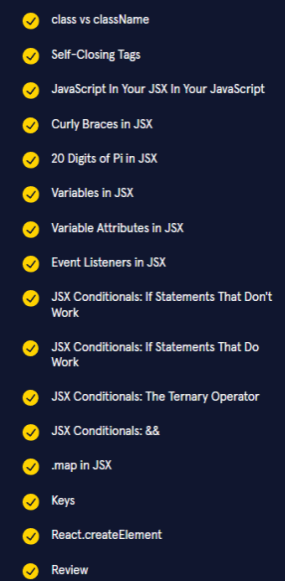 class vs className
Self-Closing Tags
JavaScript In Your JSX In Your JavaScript
Curly Braces in JSX
20 Digits of Pi in JSX
Variables in JSX
Variable Attributes in JSX
Event Listeners in JSX
JSX Conditionals: If Statements That Don't
Work
JSX Conditionals: If Statements That Do
Work
JSX Conditionals: The Ternary Operator
JSX Conditionals: &&
.map in JSX
Keys
React.createElement
Review